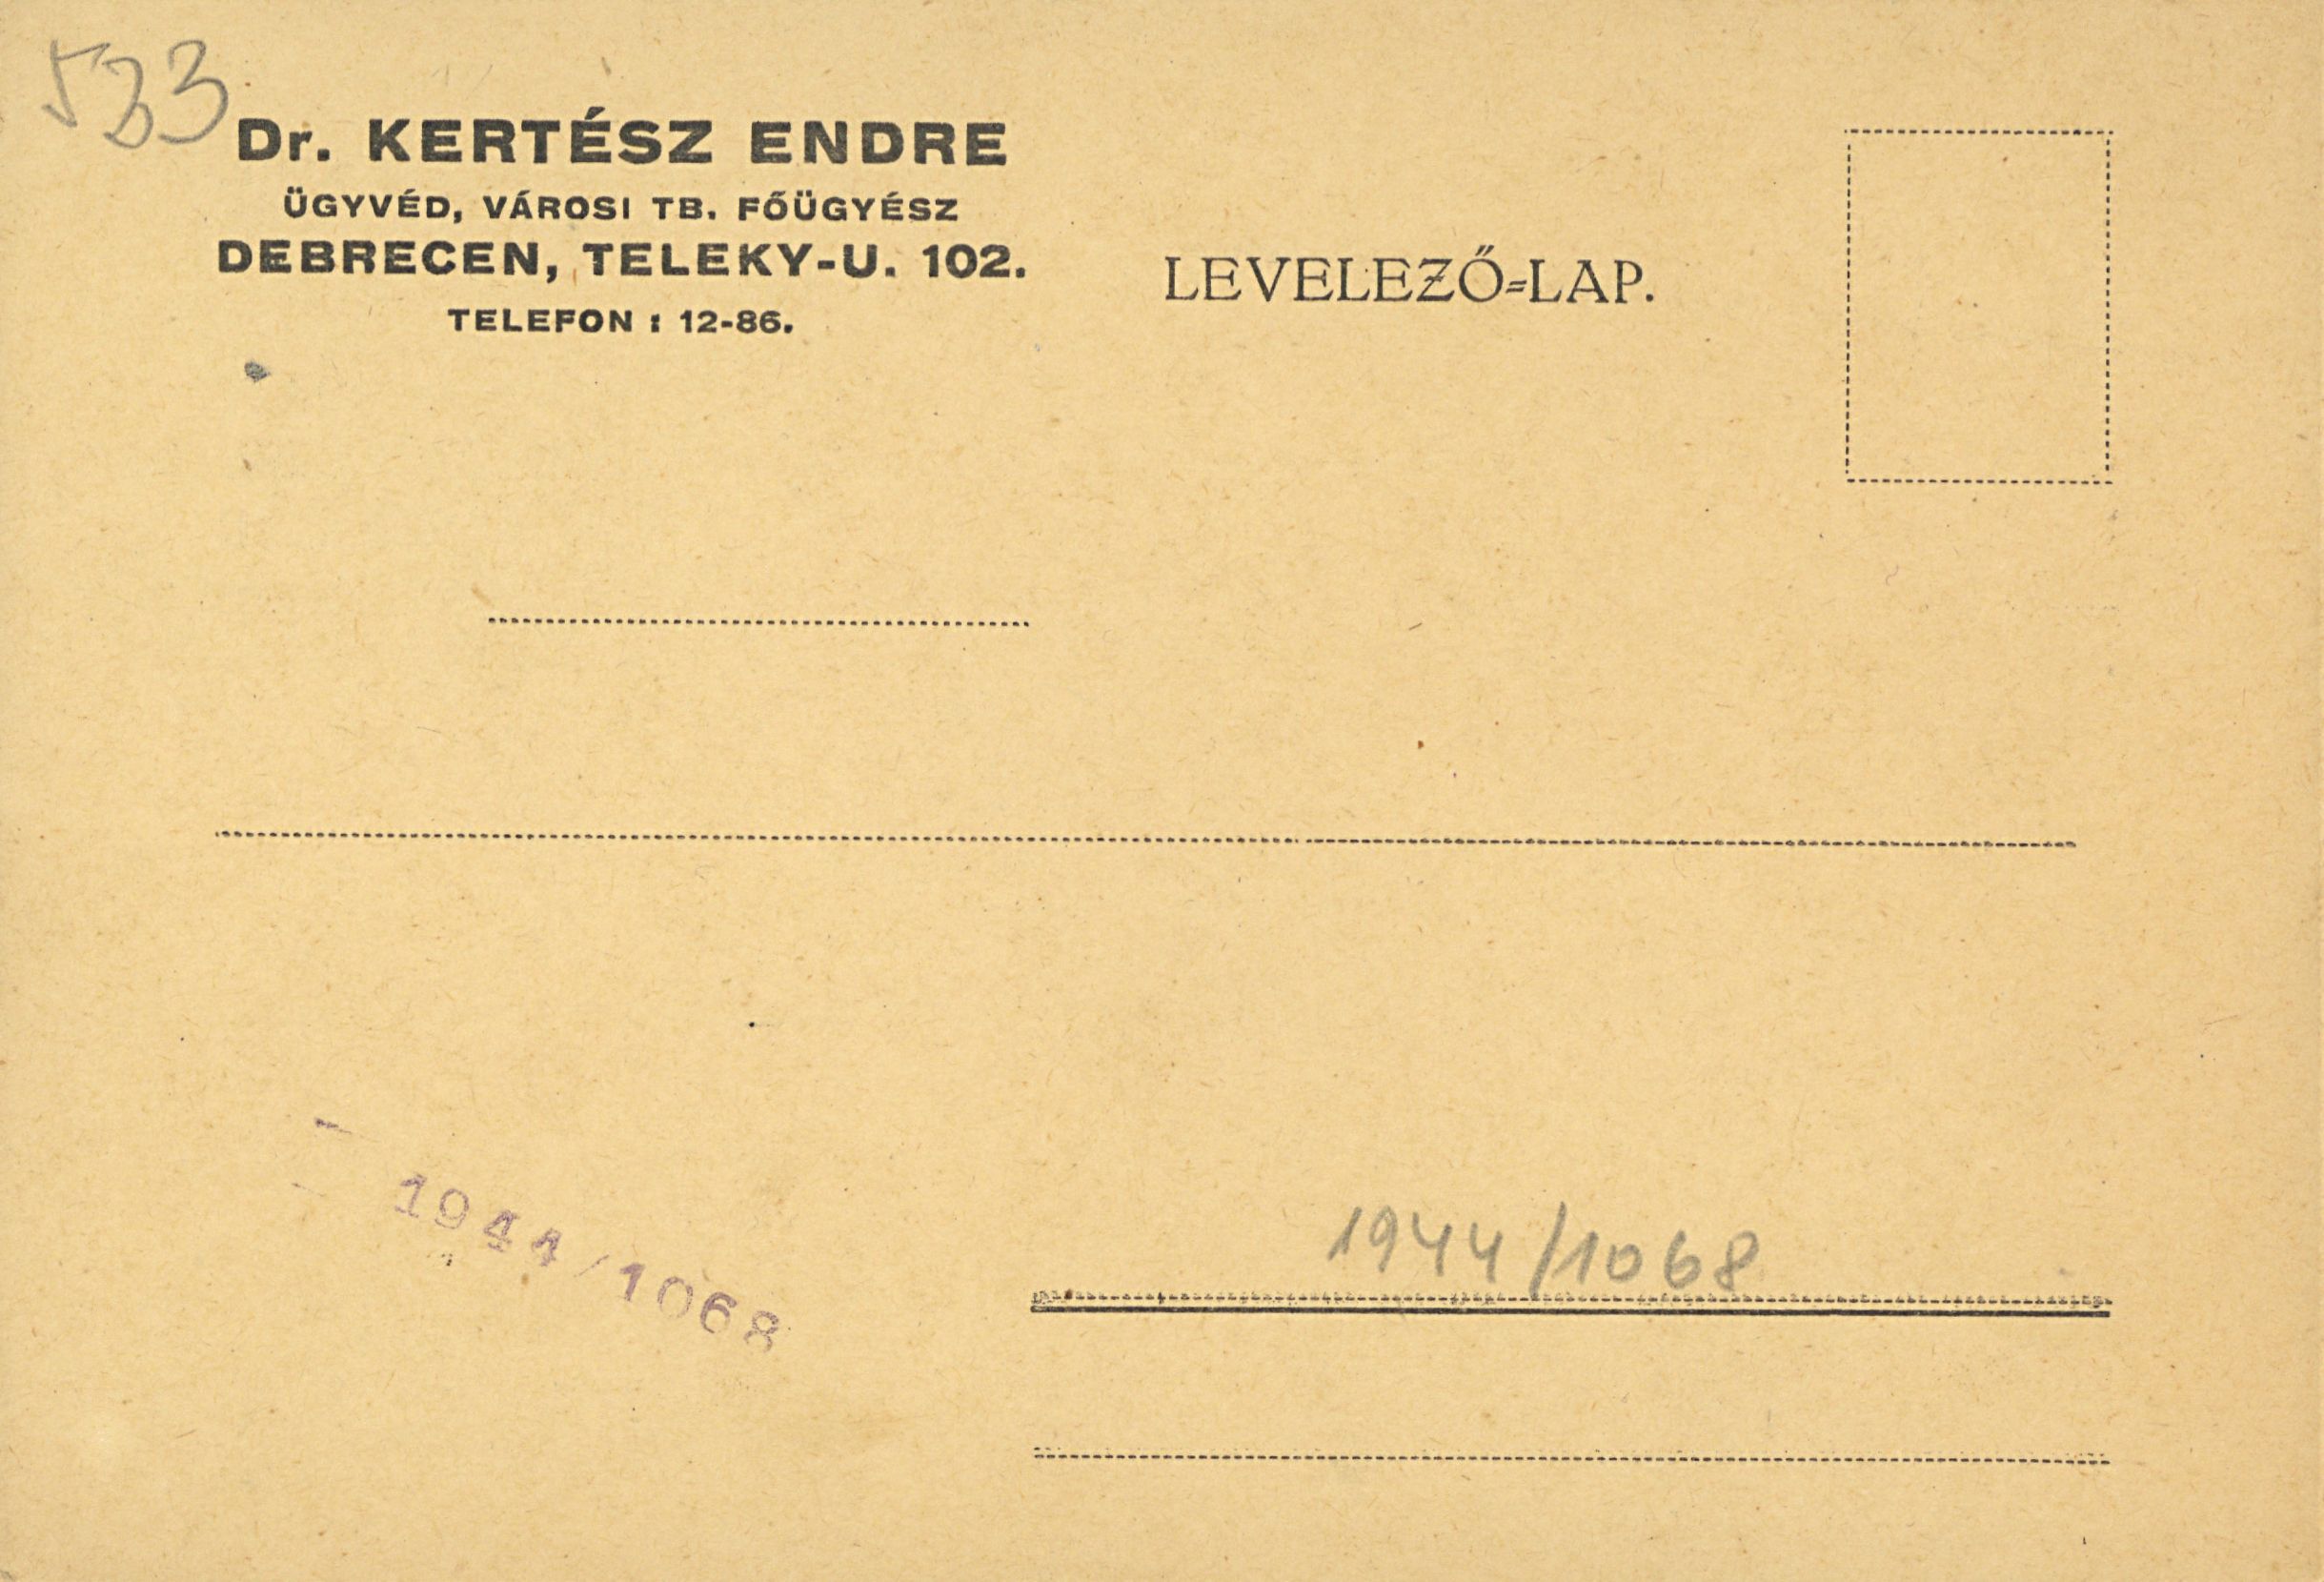 533
Dr. KERTÉSZ ENDRE
ÜGYVÉD, VÁROSI TB. FŐÜGYÉSZ
DEBRECEN, TELEKY-U. 102.
TELEFON : 12-86.
LEVELEZŐ=LAP.
1944/1068
1944/1068